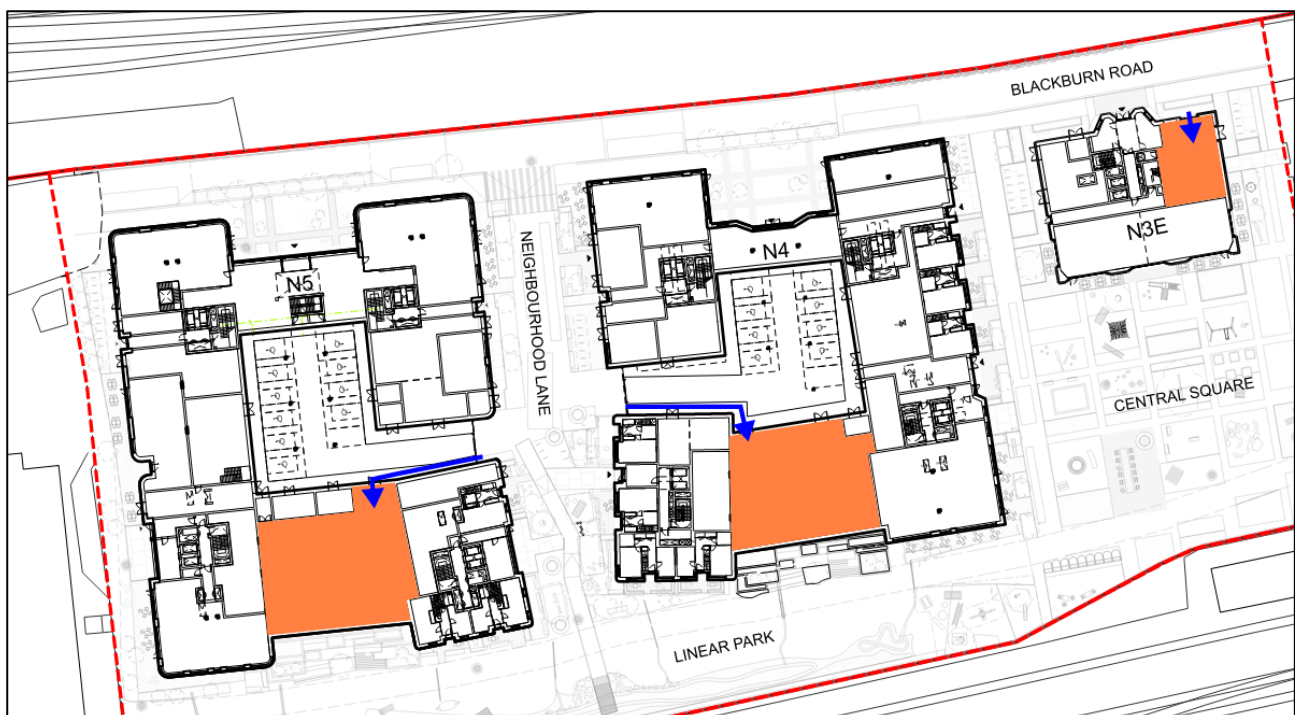 BLACKBURN ROAD
N3E
N4
N5
NEIGHBOURHOOD LANE
CENTRAL SQUARE
LINEAR PARK